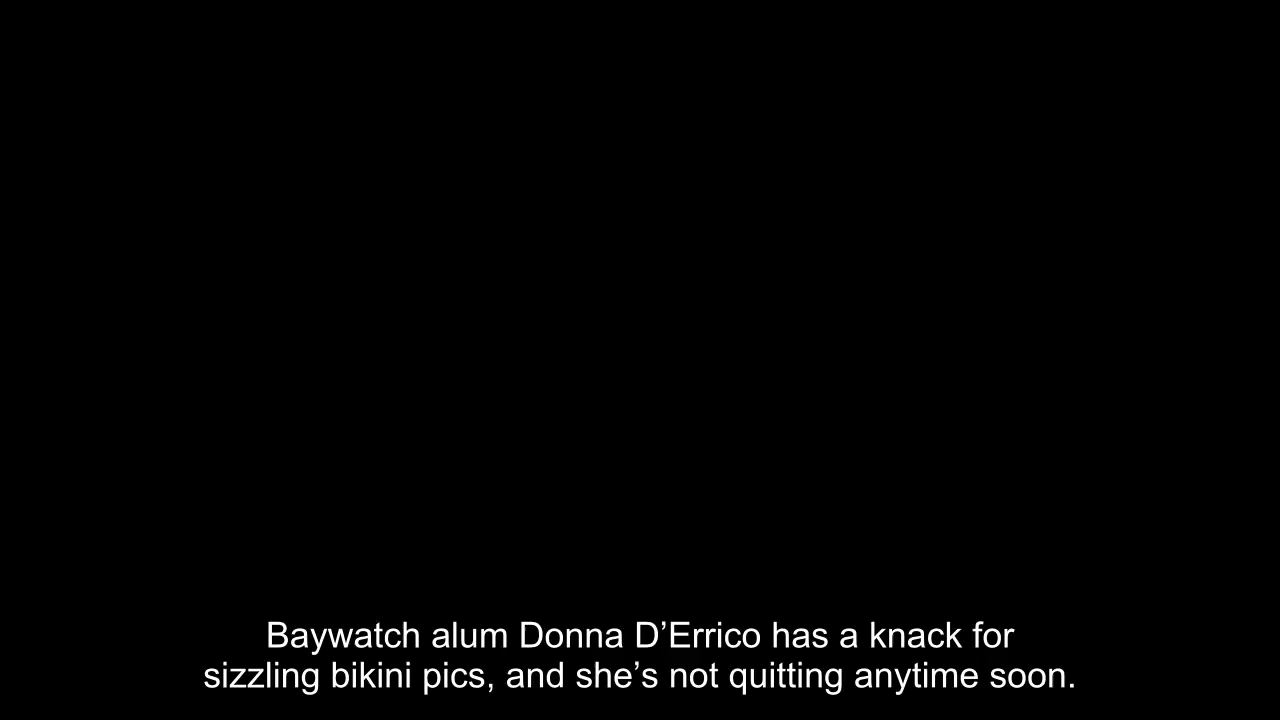 Baywatch alum Donna D’Errico has a knack for
sizzling bikini pics, and she’s not quitting anytime soon.